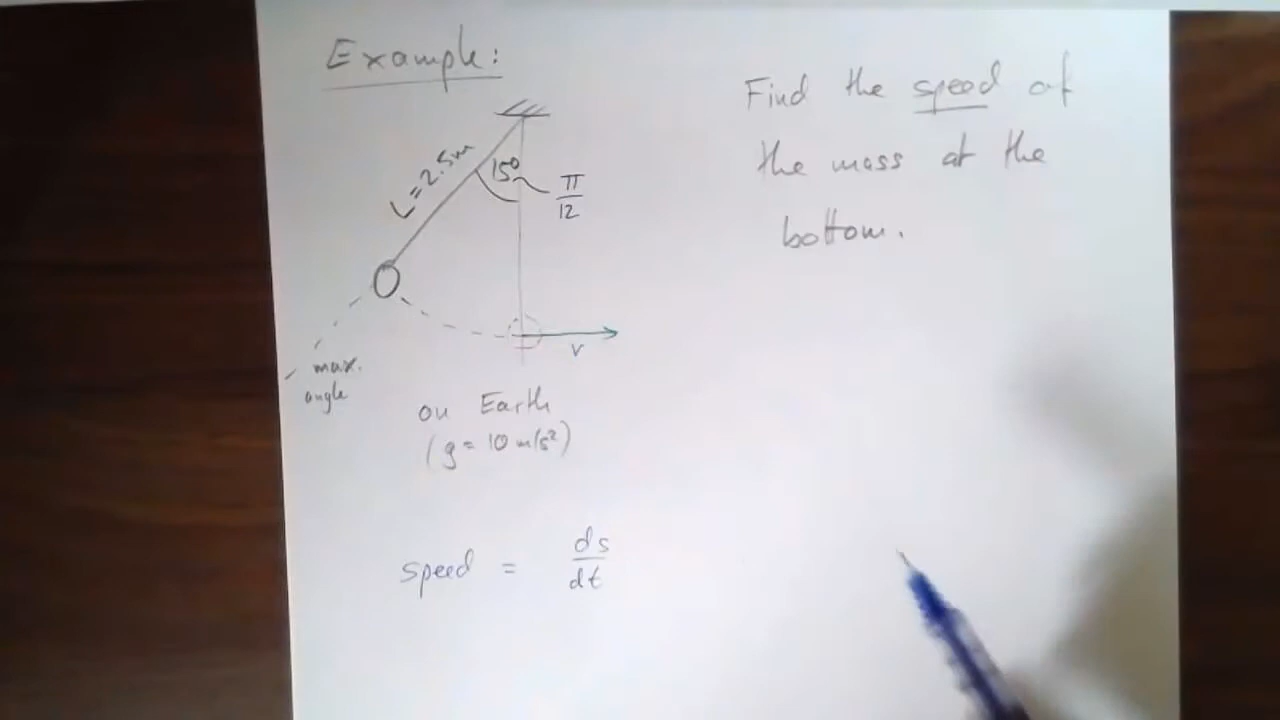 Example:
L = 2.5m
15°
π/12
v
max.
angle
on Earth
(g = 10 m/s²)
speed = ds/dt
Find the speed of
the mass at the
bottom.